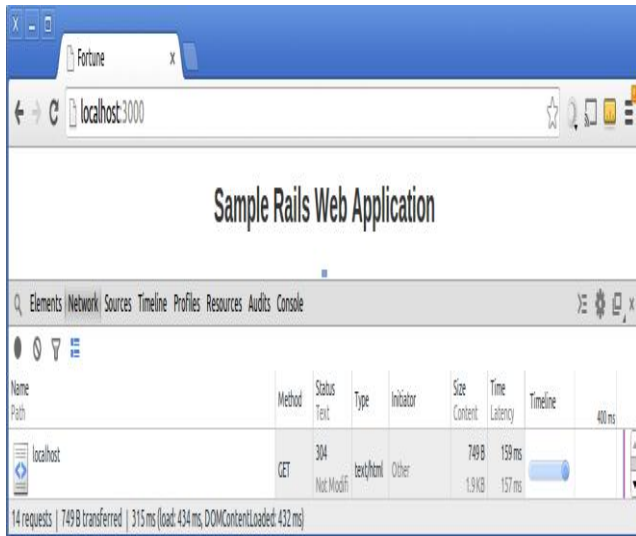 Fortune
localhost:3000
Sample Rails Web Application
Elements Network Sources Timeline Profiles Resources Audits Console
Name Method Status Type Initiator Size Time Timeline
Path Text Content Latency 400 ms
localhost GET 304 text/html Other 749 B 159 ms
Not Modifi 1.9 KB 157 ms
14 requests | 749 B transferred | 315 ms (load: 434 ms, DOMContentLoaded: 432 ms)